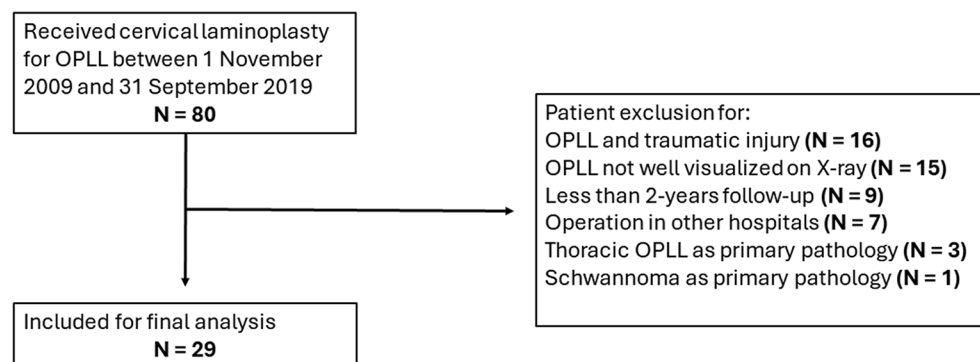 Received cervical laminoplasty
for OPLL between 1 November
2009 and 31 September 2019
N = 80
Patient exclusion for:
OPLL and traumatic injury (N = 16)
OPLL not well visualized on X-ray (N = 15)
Less than 2-years follow-up (N = 9)
Operation in other hospitals (N = 7)
Thoracic OPLL as primary pathology (N = 3)
Schwannoma as primary pathology (N = 1)
Included for final analysis
N = 29